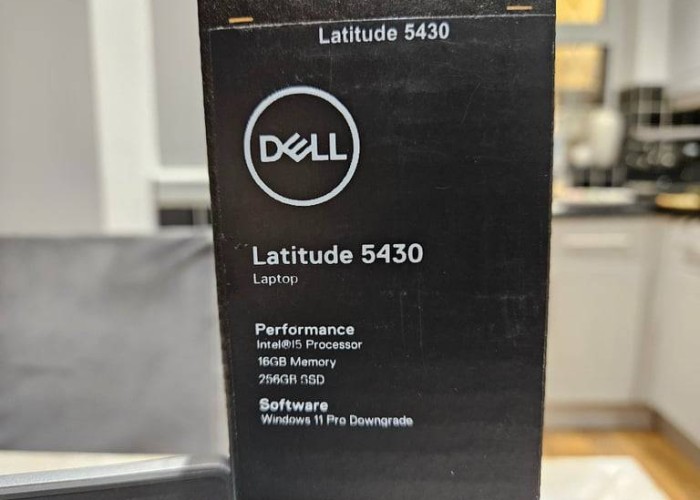 Latitude 5430
DELL
Latitude 5430
Laptop
Performance
Intel®I5 Processor
16GB Memory
256GB SSD
Software
Windows 11 Pro Downgrade